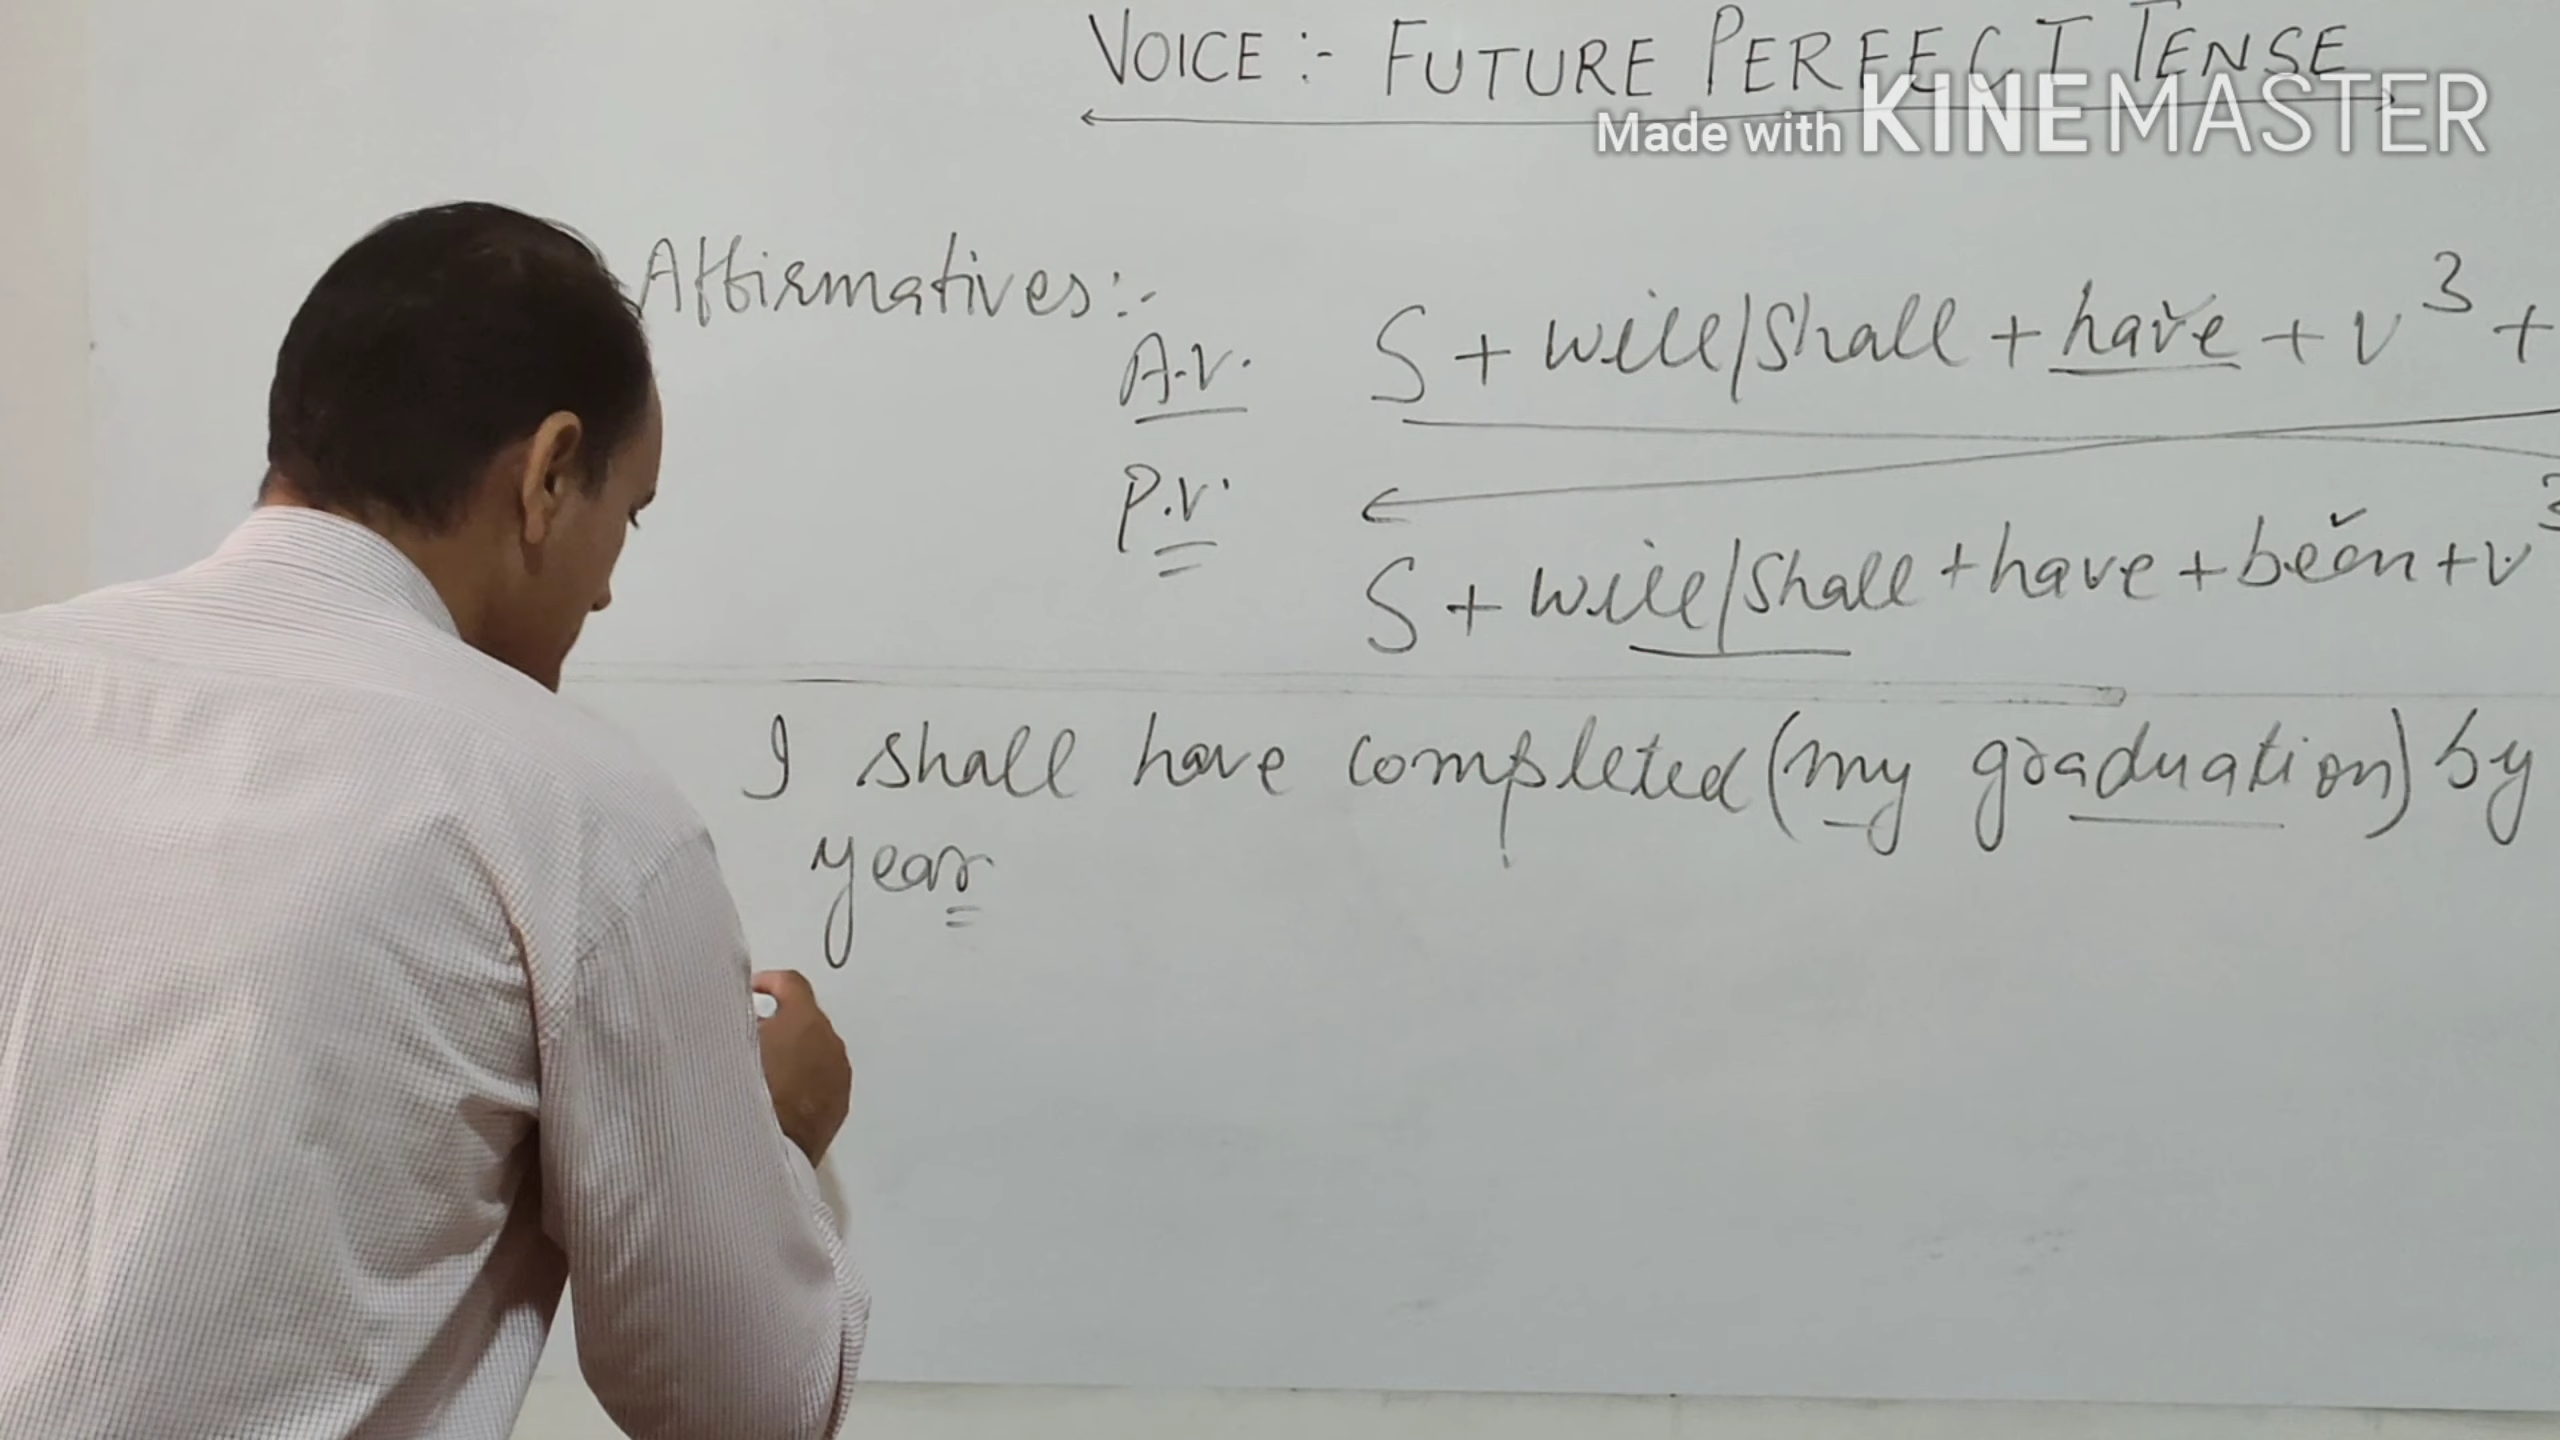 VOICE :- FUTURE PERFECT TENSE
Made with KINEMASTER
Affirmatives:-
A.V. S + will/shall + have + v3 +
P.V.
S + will/shall + have + been + v3
I shall have completed (my graduation) by
year